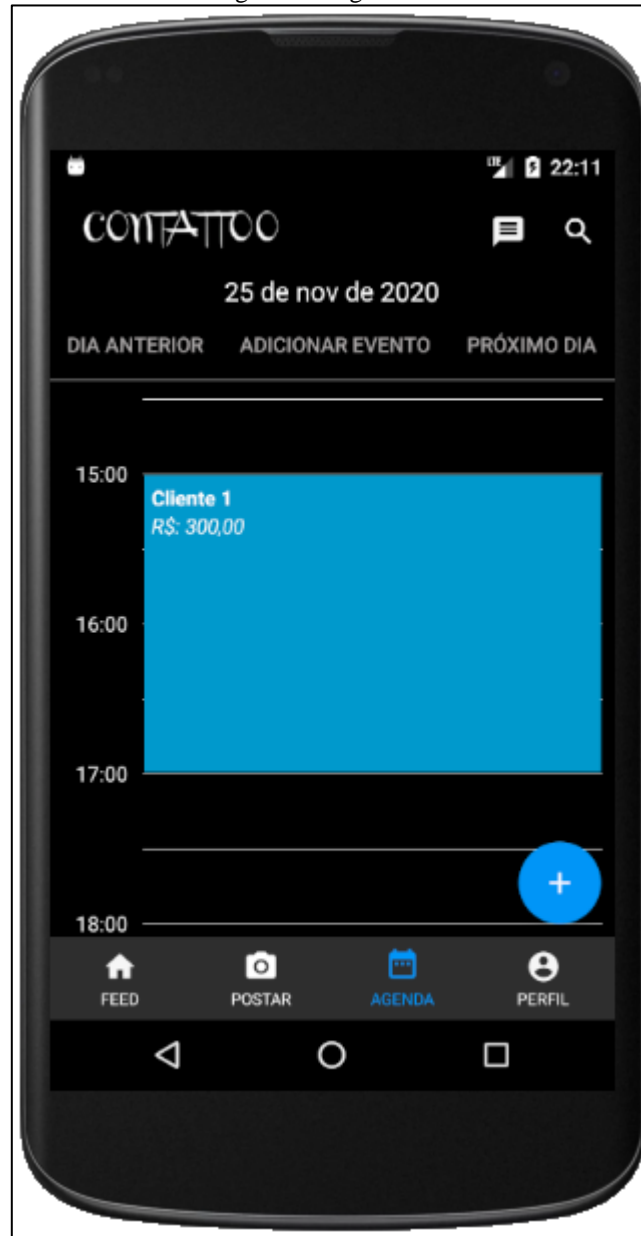 LTE 22:11
CONTATTOO
25 de nov de 2020
DIA ANTERIOR ADICIONAR EVENTO PRÓXIMO DIA
15:00
Cliente 1
R$: 300,00
16:00
17:00
+
18:00
FEED POSTAR AGENDA PERFIL